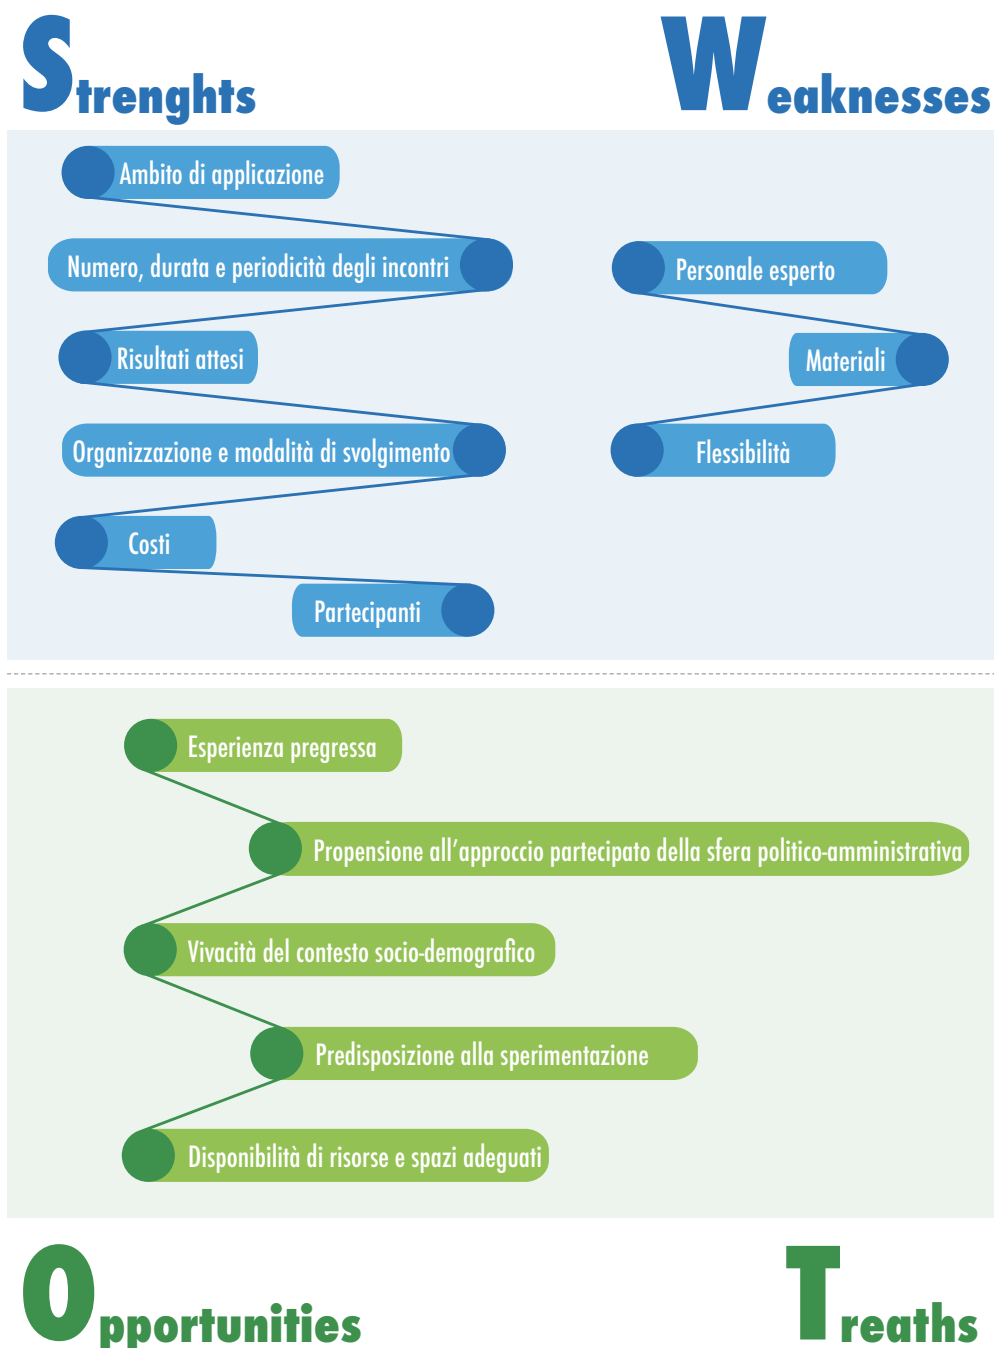 Strenghts
Weaknesses
Ambito di applicazione
Numero, durata e periodicità degli incontri
Risultati attesi
Organizzazione e modalità di svolgimento
Costi
Partecipanti
Personale esperto
Materiali
Flessibilità
Esperienza pregressa
Propensione all'approccio partecipato della sfera politico-amministrativa
Vivacità del contesto socio-demografico
Predisposizione alla sperimentazione
Disponibilità di risorse e spazi adeguati
Opportunities
Treaths